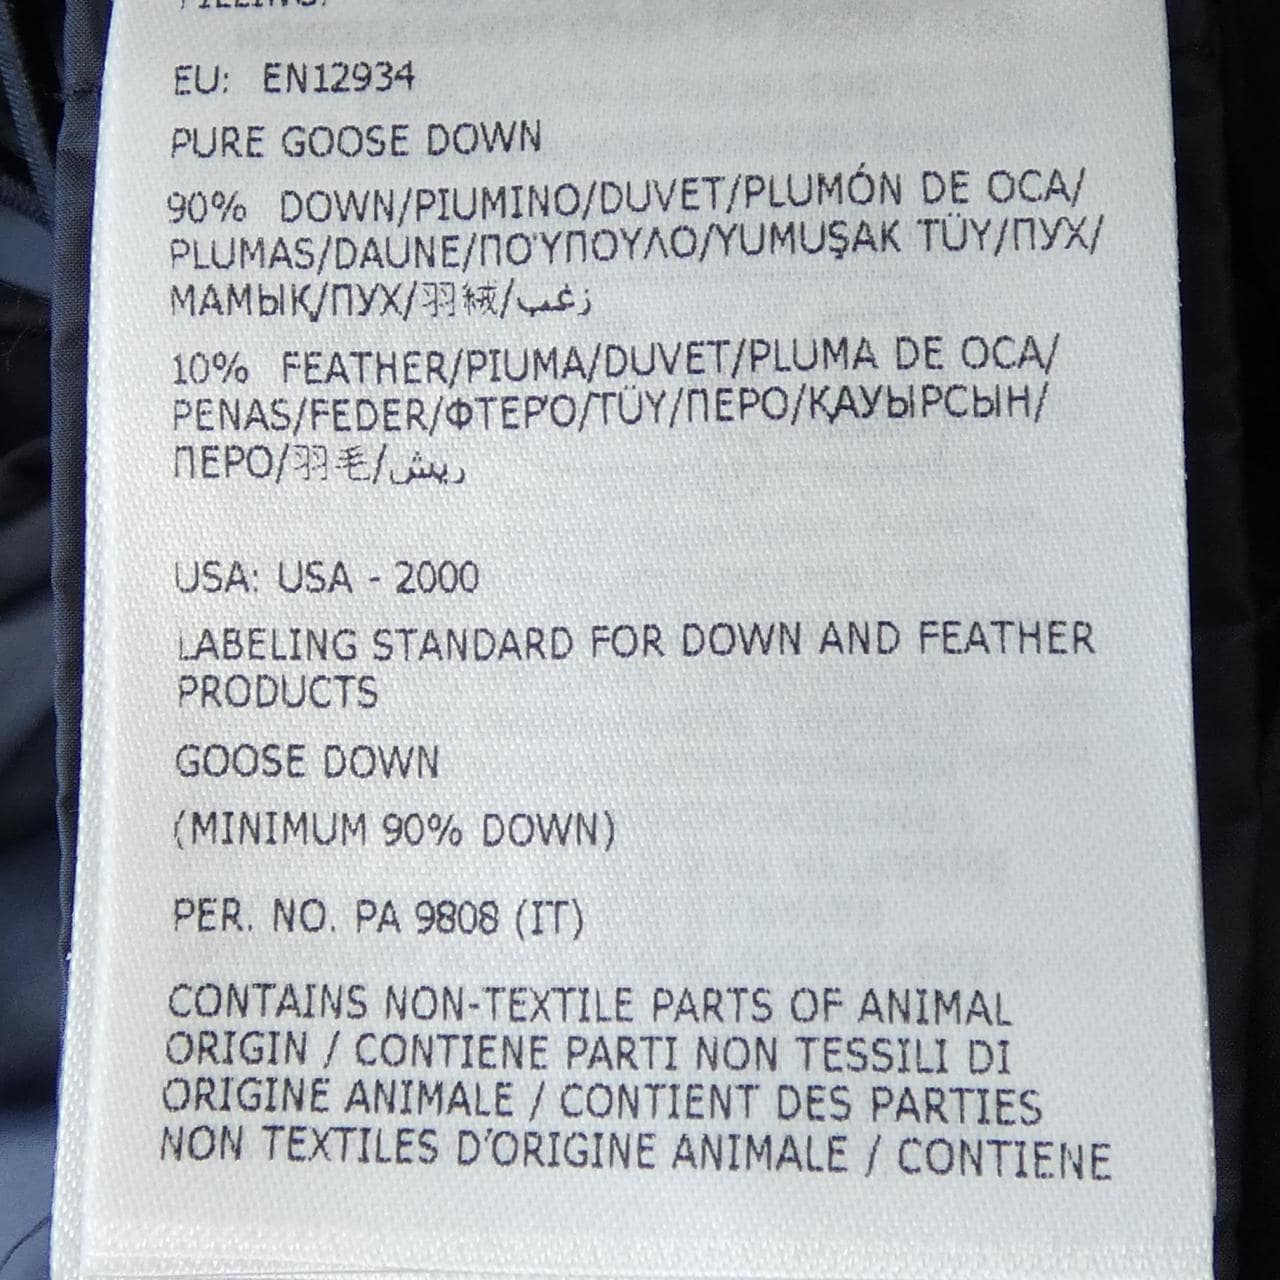 FILLING:
EU: EN12934
PURE GOOSE DOWN
90% DOWN/PIUMINO/DUVET/PLUMÓN DE OCA/
PLUMAS/DAUNE/ΠΟΎΠΟΥΛΟ/YUMUŞAK TÜY/ПУХ/
МАМЫҚ/ПУХ/羽絨/زغب
10% FEATHER/PIUMA/DUVET/PLUMA DE OCA/
PENAS/FEDER/ΦΤΕΡΌ/TÜY/ПЕРО/ҚАУЫРСЫН/
ПЕРО/羽毛/ريش
USA: USA - 2000
LABELING STANDARD FOR DOWN AND FEATHER
PRODUCTS
GOOSE DOWN
(MINIMUM 90% DOWN)
PER. NO. PA 9808 (IT)
CONTAINS NON-TEXTILE PARTS OF ANIMAL
ORIGIN / CONTIENE PARTI NON TESSILI DI
ORIGINE ANIMALE / CONTIENT DES PARTIES
NON TEXTILES D'ORIGINE ANIMALE / CONTIENE